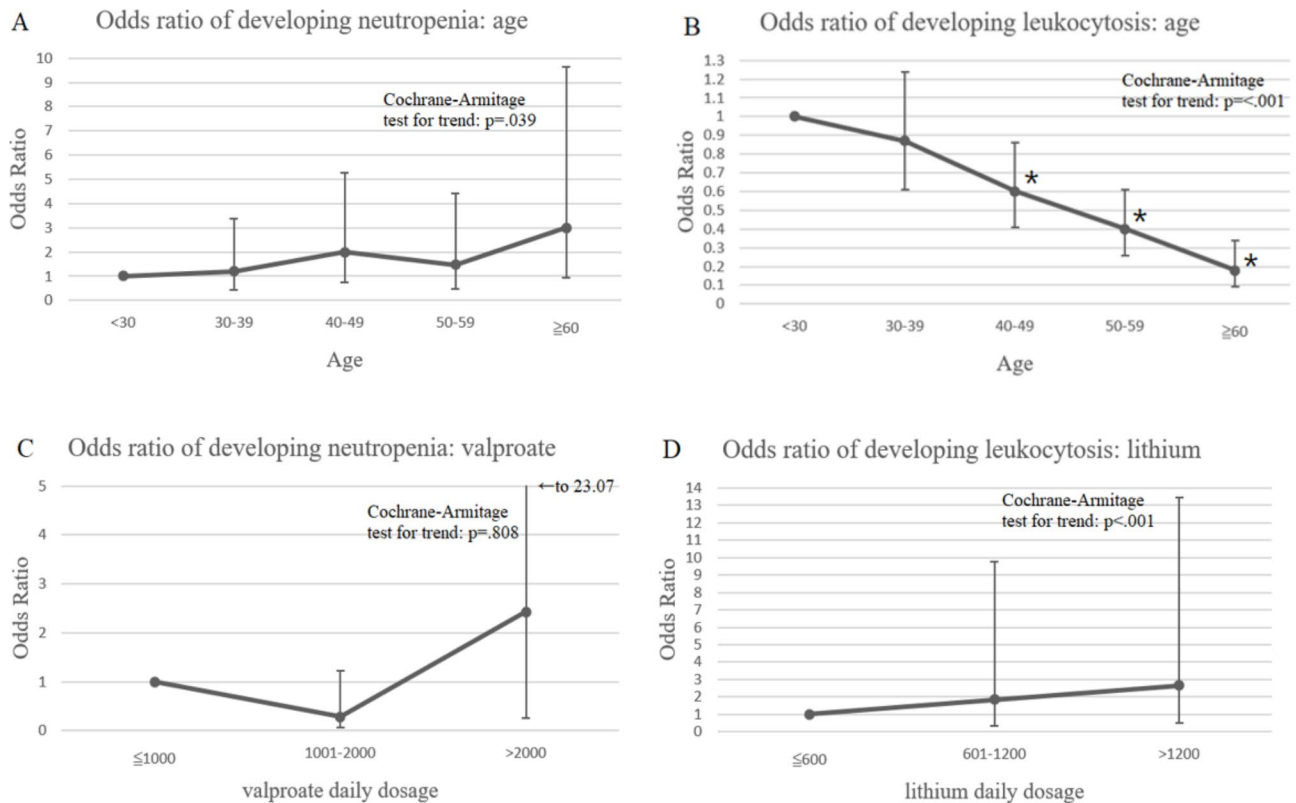 A
Odds ratio of developing neutropenia: age
10
9
8
7
6
5
4
3
2
1
0
Odds Ratio
Cochrane-Armitage
test for trend: p=.039
<30
30-39
40-49
50-59
≧60
Age
B
Odds ratio of developing leukocytosis: age
1.3
1.2
1.1
1
0.9
0.8
0.7
0.6
0.5
0.4
0.3
0.2
0.1
0
Odds Ratio
Cochrane-Armitage
test for trend: p=<.001
*
*
*
<30
30-39
40-49
50-59
≧60
Age
C
Odds ratio of developing neutropenia: valproate
5
4
3
2
1
0
Odds Ratio
←to 23.07
Cochrane-Armitage
test for trend: p=.808
≦1000
1001-2000
>2000
valproate daily dosage
D
Odds ratio of developing leukocytosis: lithium
14
13
12
11
10
9
8
7
6
5
4
3
2
1
0
Odds Ratio
Cochrane-Armitage
test for trend: p<.001
≦600
601-1200
>1200
lithium daily dosage